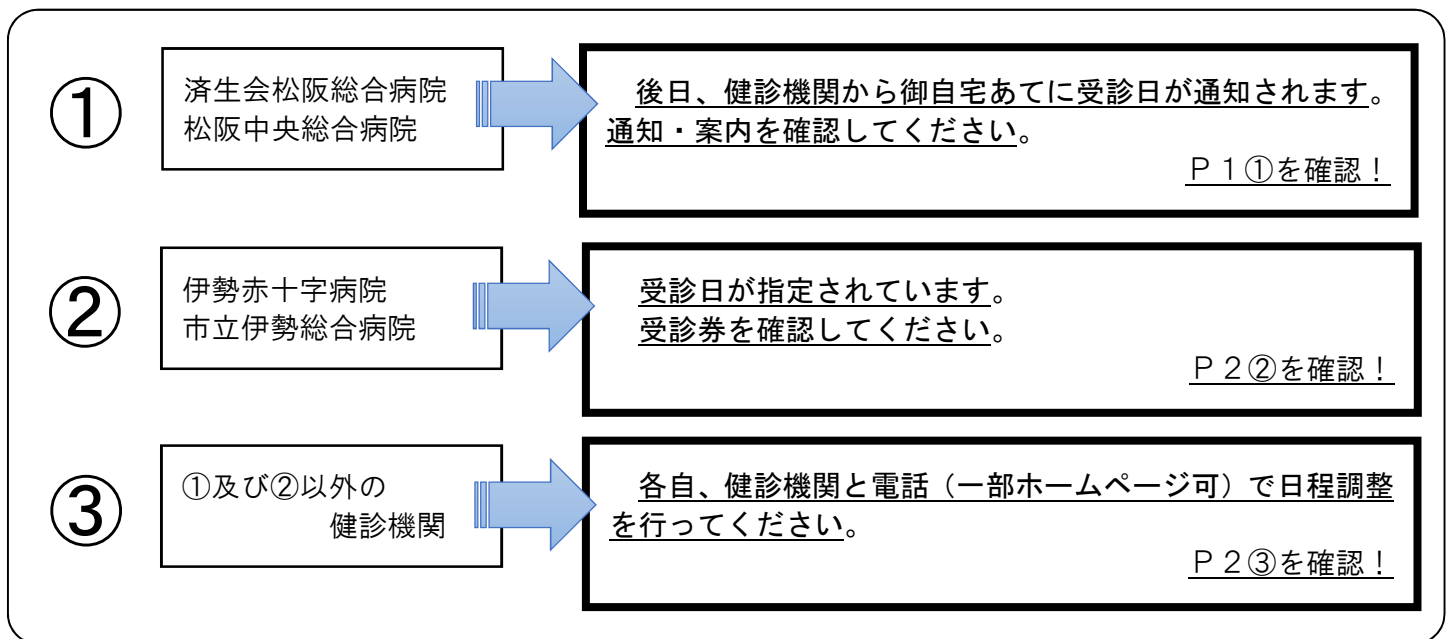 ①
済生会松阪総合病院
松阪中央総合病院
後日、健診機関から御自宅あてに受診日が通知されます。
通知・案内を確認してください。
Ｐ１①を確認！
②
伊勢赤十字病院
市立伊勢総合病院
受診日が指定されています。
受診券を確認してください。
Ｐ２②を確認！
③
①及び②以外の
健診機関
各自、健診機関と電話（一部ホームページ可）で日程調整
を行ってください。
Ｐ２③を確認！